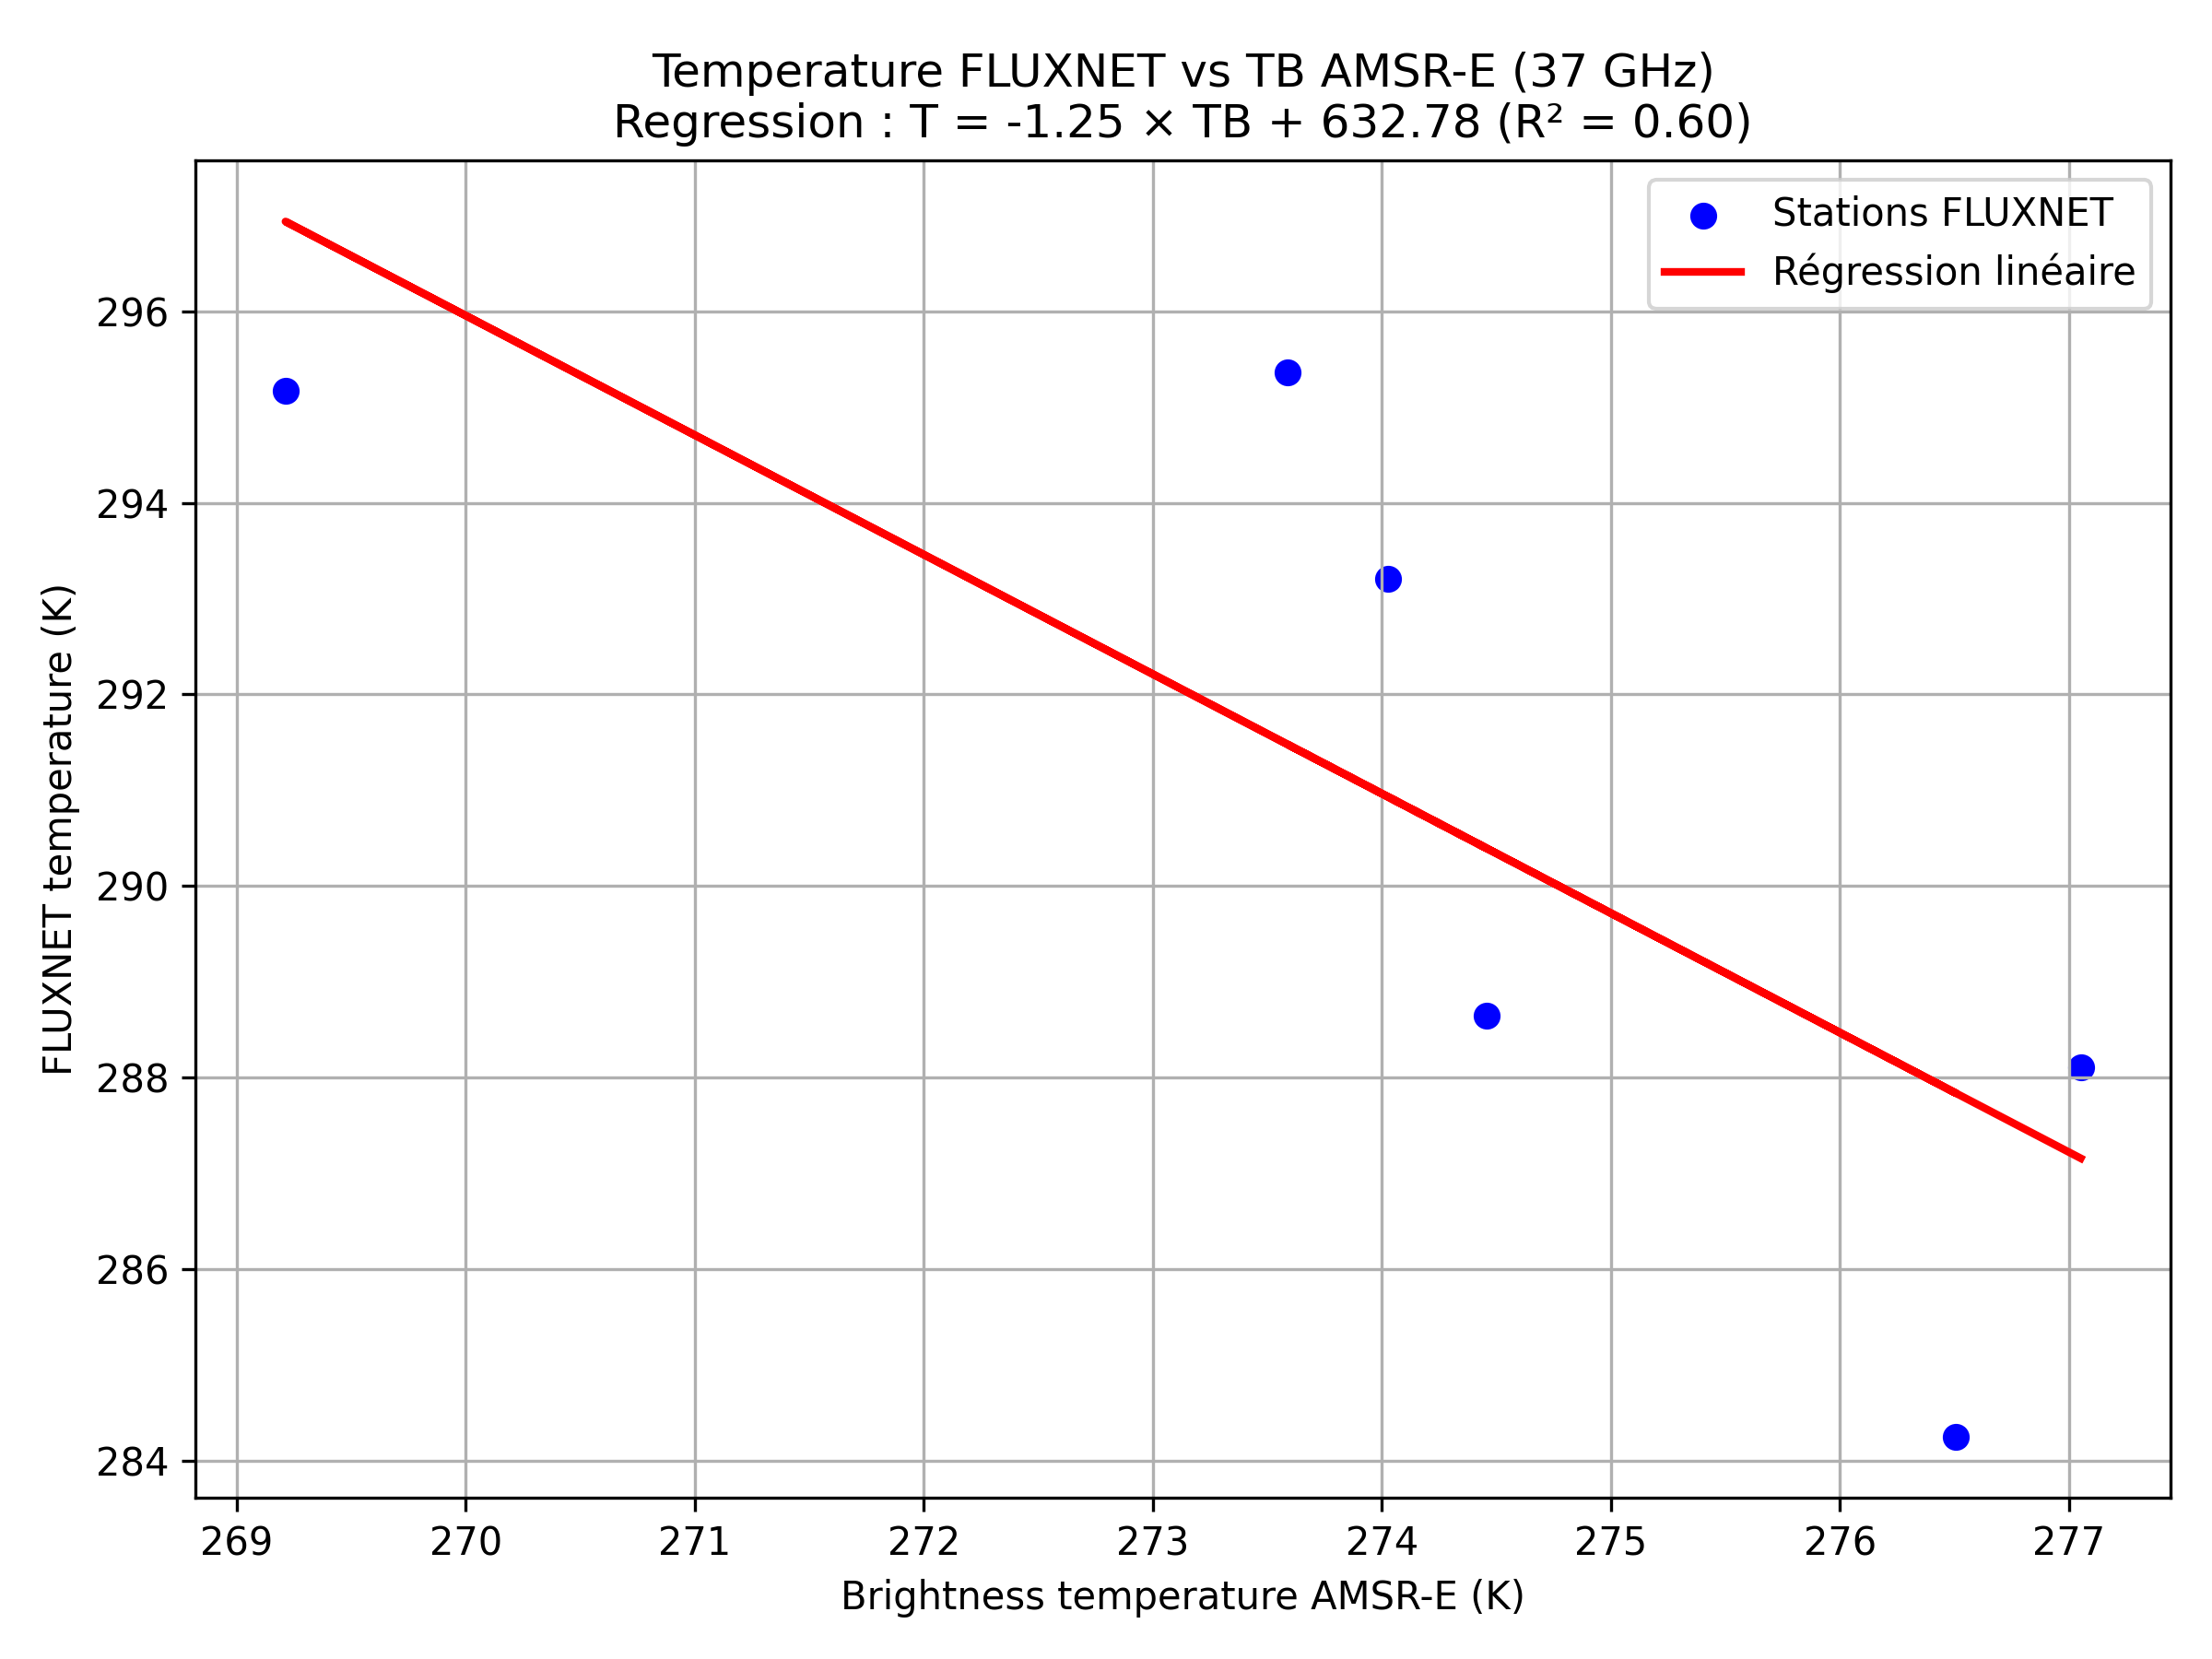 Temperature FLUXNET vs TB AMSR-E (37 GHz)
Regression : T = -1.25 × TB + 632.78 (R² = 0.60)
Stations FLUXNET
Régression linéaire
FLUXNET temperature (K)
296
294
292
290
288
286
284
269 270 271 272 273 274 275 276 277
Brightness temperature AMSR-E (K)